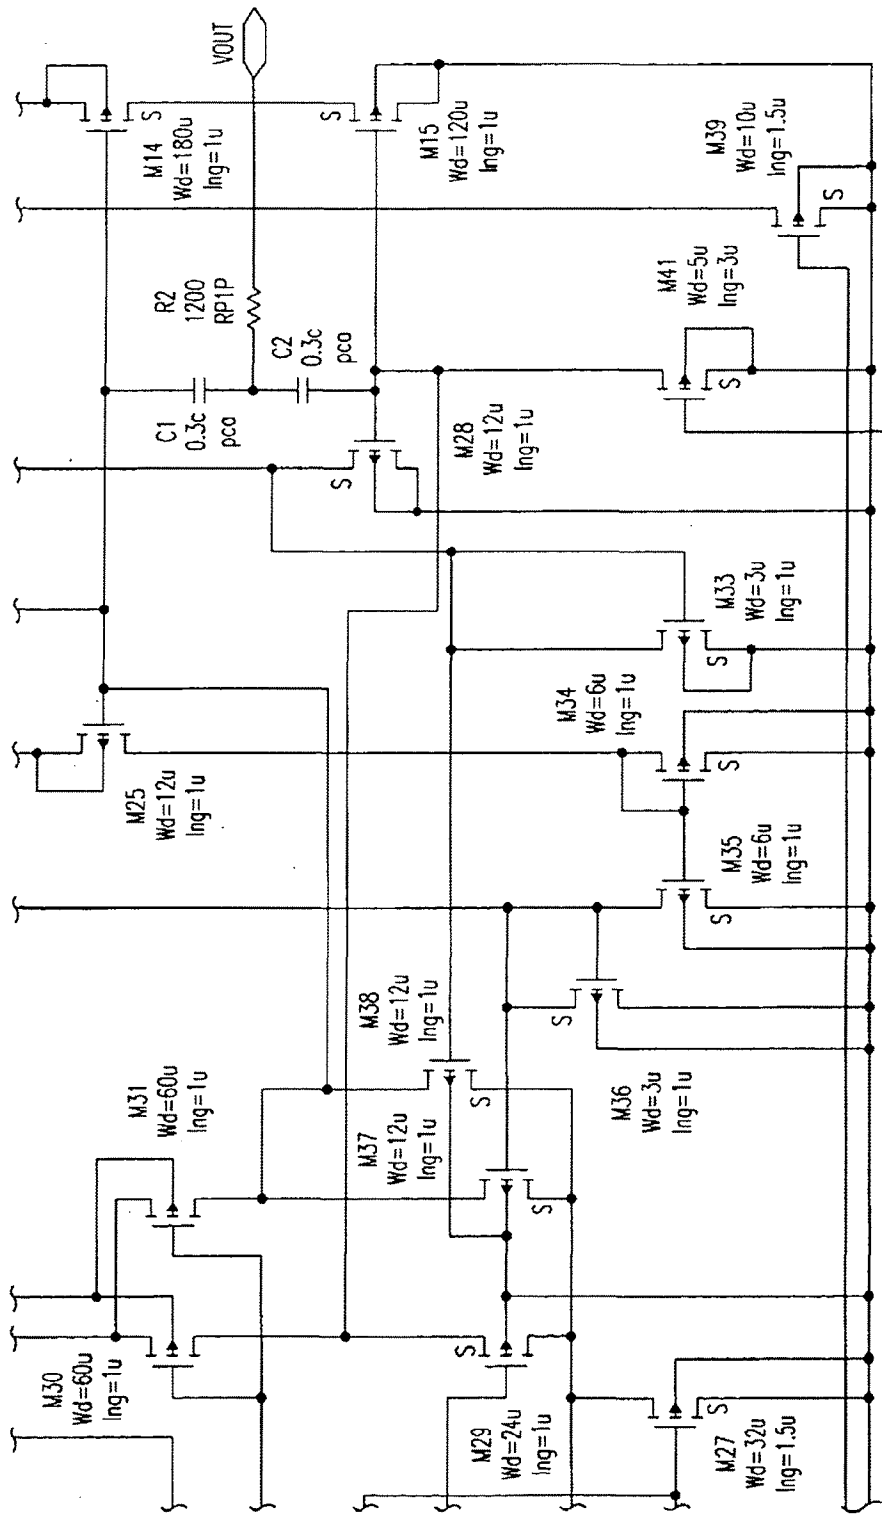 VOUT
M14
Wd=180u
lng=1u
S
M15
Wd=120u
lng=1u
S
M39
Wd=10u
lng=1.5u
S
R2
1200
RP1P
C2
0.3c
pca
C1
0.3c
pca
M41
Wd=5u
lng=3u
S
M28
Wd=12u
lng=1u
S
M33
Wd=3u
lng=1u
S
M34
Wd=6u
lng=1u
S
M25
Wd=12u
lng=1u
M35
Wd=6u
lng=1u
S
M38
Wd=12u
lng=1u
S
M36
Wd=3u
lng=1u
S
M31
Wd=60u
lng=1u
M37
Wd=12u
lng=1u
S
M30
Wd=60u
lng=1u
M29
Wd=24u
lng=1u
S
M27
Wd=32u
lng=1.5u
S